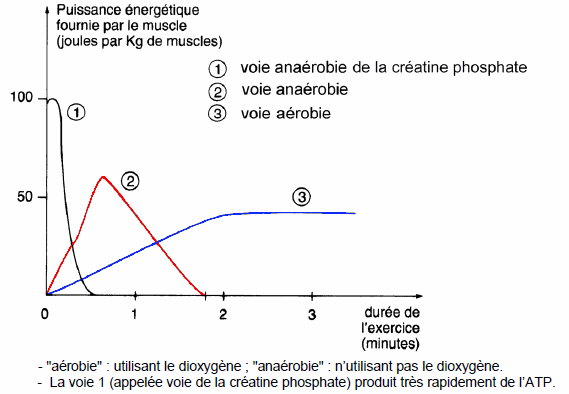 Puissance énergétique
fournie par le muscle
(joules par Kg de muscles)
1 voie anaérobie de la créatine phosphate
2 voie anaérobie
3 voie aérobie
100
50
1
2
3
0
1
2
3
durée de
l'exercice
(minutes)
- "aérobie" : utilisant le dioxygène ; "anaérobie" : n'utilisant pas le dioxygène.
- La voie 1 (appelée voie de la créatine phosphate) produit très rapidement de l'ATP.